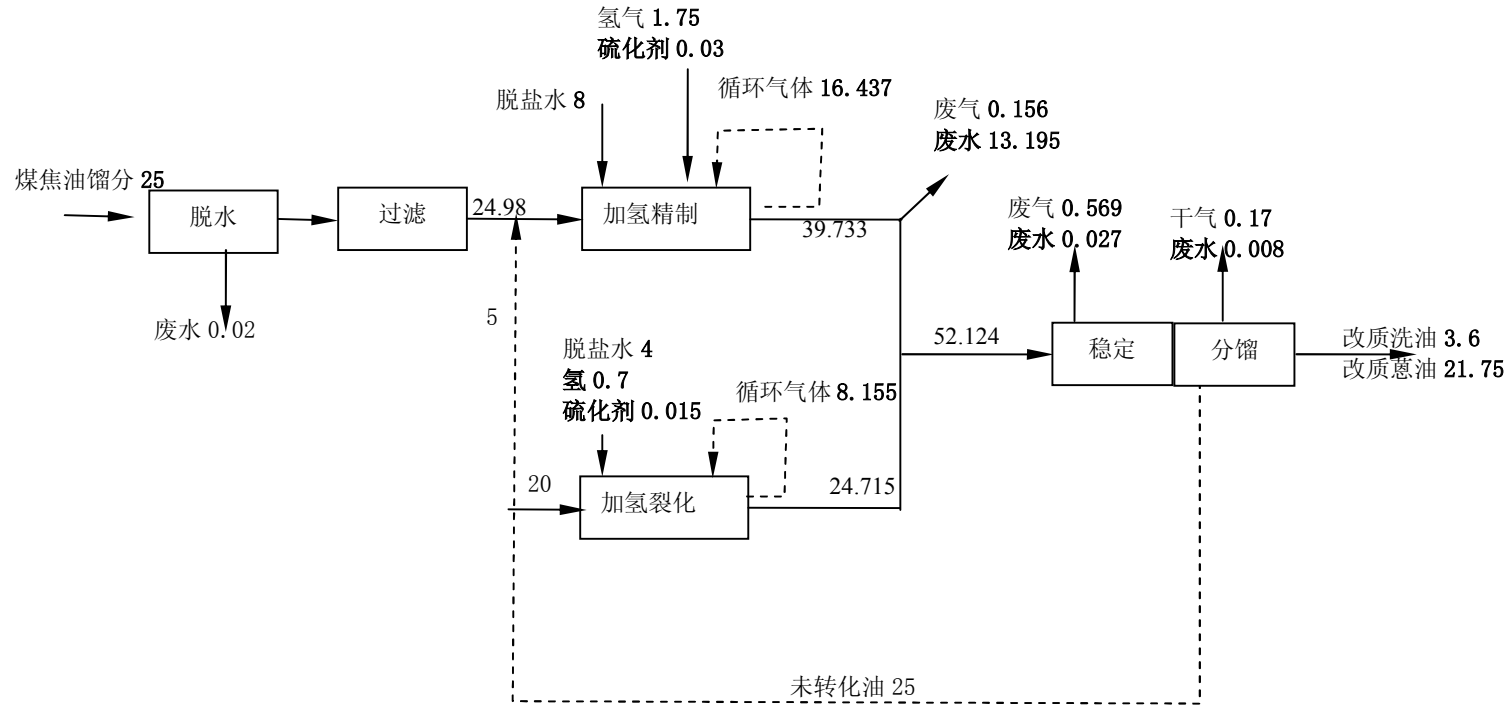 氢气 1.75
硫化剂 0.03
循环气体 16.437
脱盐水 8
废气 0.156
废水 13.195
煤焦油馏分 25
脱水
过滤
24.98
加氢精制
39.733
废气 0.569
废水 0.027
干气 0.17
废水 0.008
废水 0.02
5
脱盐水 4
氢 0.7
硫化剂 0.015
循环气体 8.155
52.124
稳定
分馏
改质洗油 3.6
改质蒽油 21.75
20
加氢裂化
24.715
未转化油 25